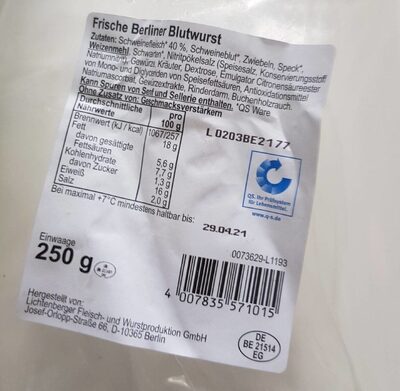 Frische Berliner Blutwurst
Zutaten: Schweinefleisch* 40 %, Schweineblut*, Zwiebeln, Speck*,
Weizenmehl, Schwarten*, Nitritpökelsalz (Speisesalz, Konservierungsstoff
Natriumnitrit), Gewürze, Kräuter, Dextrose, Emulgator Citronensäureester
von Mono- und Diglyceriden von Speisefettsäuren, Antioxidationsmittel
Natriumascorbat, Gewürzextrakte, Rinderdarm, Buchenholzrauch.
Kann Spuren von Senf und Sellerie enthalten. *QS Ware
Ohne Zusatz von: Geschmacksverstärkern
Durchschnittliche Nährwerte pro 100 g
Brennwert (kJ / kcal) 1067/257
Fett 18 g
davon gesättigte Fettsäuren 5,6 g
Kohlenhydrate 7,7 g
davon Zucker 1,3 g
Eiweiß 16 g
Salz 2,0 g
Bei maximal +7°C mindestens haltbar bis:
29.04.21
L0203BE2177
QS. Ihr Prüfsystem
für Lebensmittel.
www.q-s.de
Einwaage
250 g
0073629-L1193
4 007835 571015
Hergestellt von:
Lichtenberger Fleisch- und Wurstproduktion GmbH
Josef-Orlopp-Straße 66, D-10365 Berlin
DE
BE 21514
EG